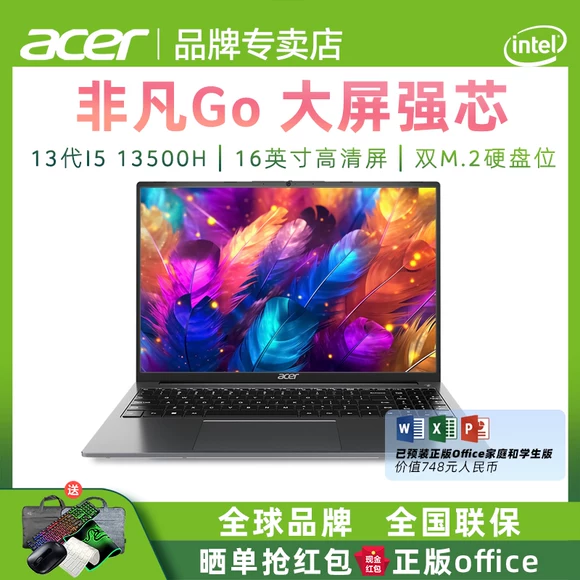 acer 品牌专卖店 intel
非凡Go 大屏强芯
13代I5 13500H | 16英寸高清屏 | 双M.2硬盘位
acer
W X P
已预装正版Office家庭和学生版
价值748元人民币
送
全球品牌 全国联保
晒单抢红包 现金红包 正版office